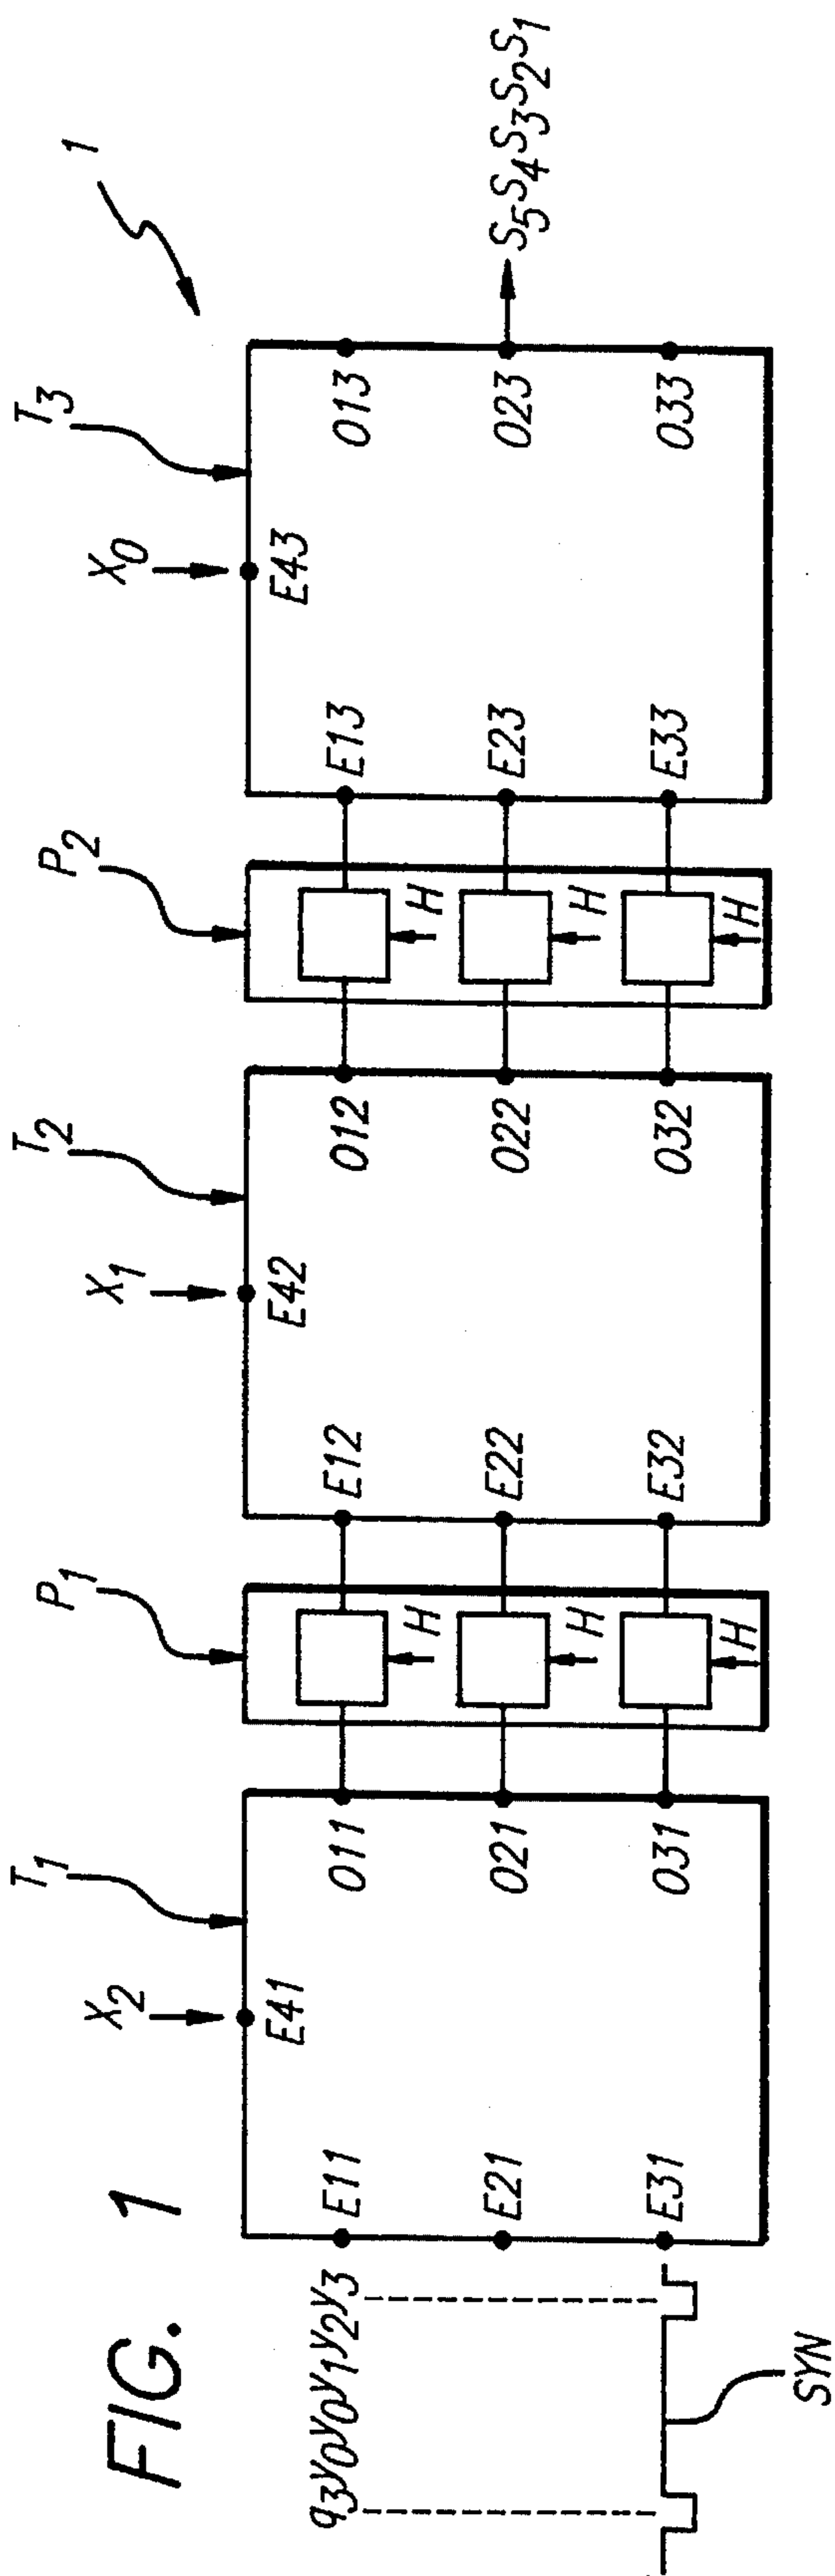 FIG. 1
1
T1
P1
T2
P2
T3
X2
X1
X0
E41
E42
E43
q3y0y0y1y2y3
E11
O11
H
E12
O12
H
E13
O13
E21
O21
H
E22
O22
H
E23
O23
S5S4S3S2S1
E31
O31
H
E32
O32
H
E33
O33
SYN